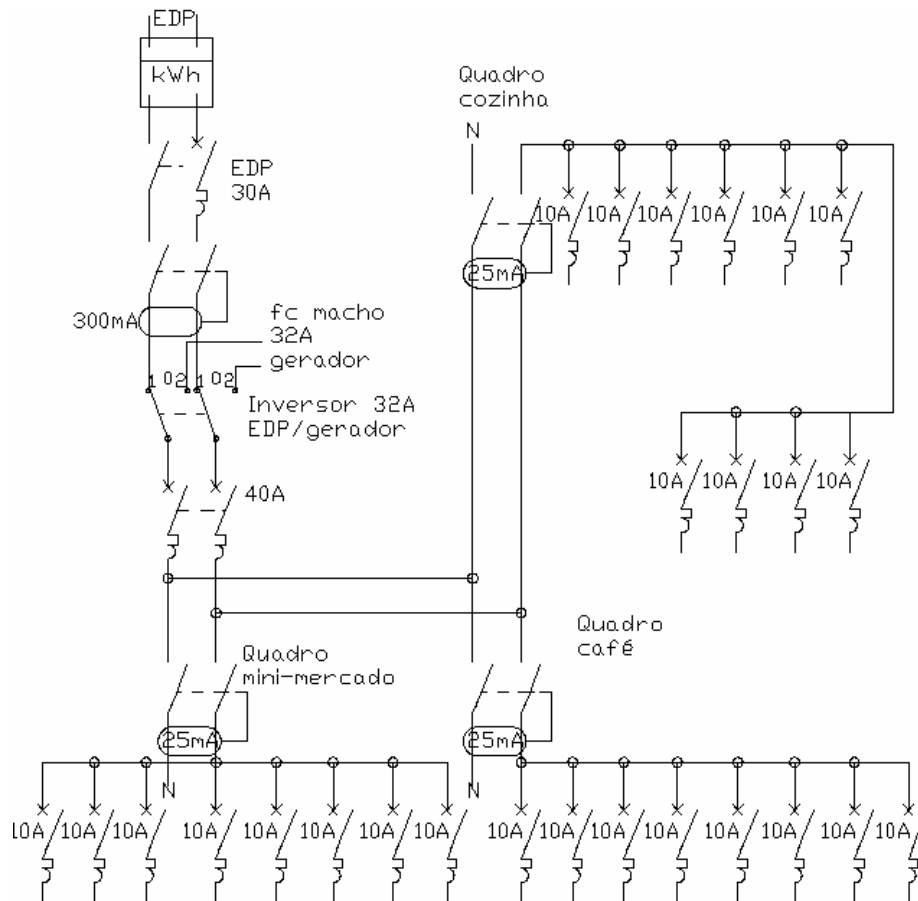 EDP
kWh
Quadro
cozinha
N
EDP
30A
10A 10A 10A 10A 10A 10A
25mA
300mA
fc macho
32A
gerador
1 0 2 1 0 2
Inversor 32A
EDP/gerador
10A 10A 10A 10A
40A
Quadro
café
Quadro
mini-mercado
25mA
25mA
N
N
10A 10A 10A 10A 10A 10A 10A 10A
10A 10A 10A 10A 10A 10A 10A 10A